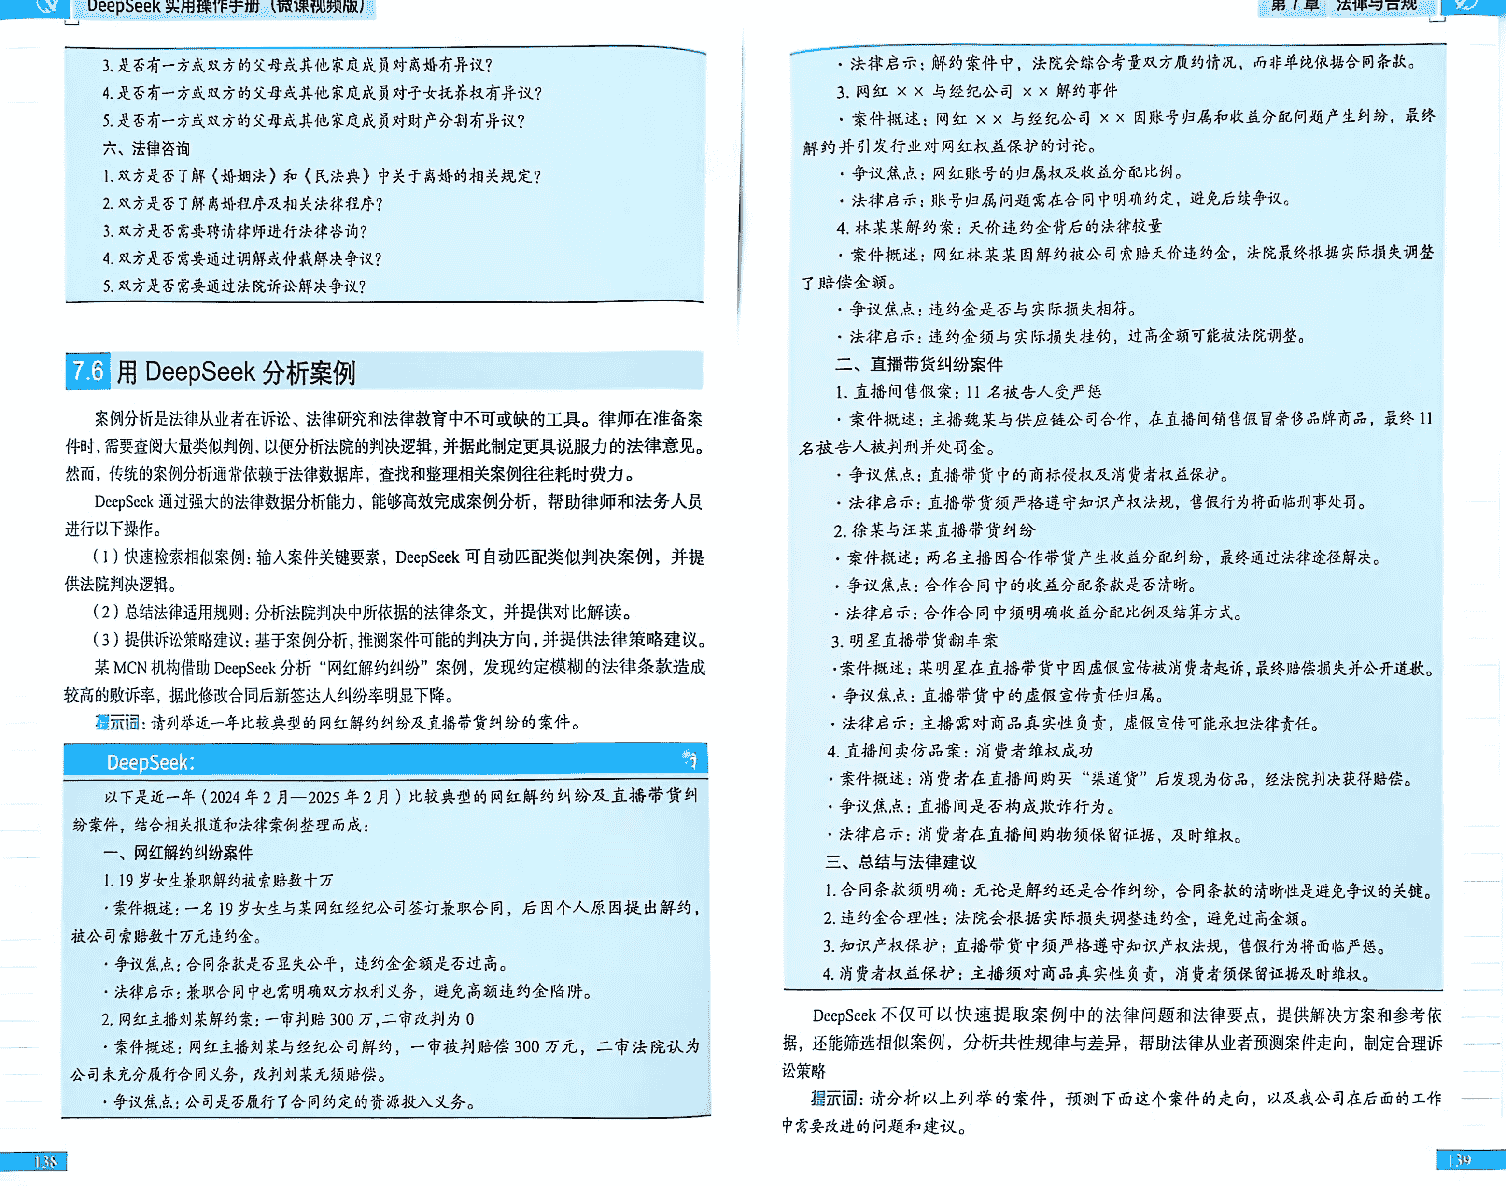 DeepSeek 实用操作手册（微课视频版）
3.是否有一方或双方的父母或其他家庭成员对离婚有异议？
4.是否有一方或双方的父母或其他家庭成员对子女抚养权有异议？
5.是否有一方或双方的父母或其他家庭成员对财产分割有异议？
六、法律咨询
1.双方是否了解《婚姻法》和《民法典》中关于离婚的相关规定？
2.双方是否了解离婚程序及相关法律程序？
3.双方是否需要聘请律师进行法律咨询？
4.双方是否需要通过调解或仲裁解决争议？
5.双方是否需要通过法院诉讼解决争议？
7.6 用 DeepSeek 分析案例
案例分析是法律从业者在诉讼、法律研究和法律教育中不可或缺的工具。律师在准备案
件时，需要查阅大量类似判例，以便分析法院的判决逻辑，并据此制定更具说服力的法律意见。
然而，传统的案例分析通常依赖于法律数据库，查找和整理相关案例往往耗时费力。
DeepSeek 通过强大的法律数据分析能力，能够高效完成案例分析，帮助律师和法务人员
进行以下操作。
（1）快速检索相似案例：输入案件关键要素，DeepSeek 可自动匹配类似判决案例，并提
供法院判决逻辑。
（2）总结法律适用规则：分析法院判决中所依据的法律条文，并提供对比解读。
（3）提供诉讼策略建议：基于案例分析，推测案件可能的判决方向，并提供法律策略建议。
某 MCN 机构借助 DeepSeek 分析“网红解约纠纷”案例，发现约定模糊的法律条款造成
较高的败诉率，据此修改合同后新签达人纠纷率明显下降。
提示词：请列举近一年比较典型的网红解约纠纷及直播带货纠纷的案件。
DeepSeek：
以下是近一年（2024 年 2 月—2025 年 2 月）比较典型的网红解约纠纷及直播带货纠
纷案件，结合相关报道和法律案例整理而成：
一、网红解约纠纷案件
1. 19 岁女生兼职解约被索赔数十万
·案件概述：一名 19 岁女生与某网红经纪公司签订兼职合同，后因个人原因提出解约，
被公司索赔数十万元违约金。
·争议焦点：合同条款是否显失公平，违约金金额是否过高。
·法律启示：兼职合同中也需明确双方权利义务，避免高额违约金陷阱。
2. 网红主播刘某解约案：一审判赔 300 万，二审改判为 0
·案件概述：网红主播刘某与经纪公司解约，一审被判赔偿 300 万元，二审法院认为
公司未充分履行合同义务，改判刘某无须赔偿。
·争议焦点：公司是否履行了合同约定的资源投入义务。
138
第 7 章 法律与合规
·法律启示：解约案件中，法院会综合考量双方履约情况，而非单纯依据合同条款。
3. 网红 ×× 与经纪公司 ×× 解约事件
·案件概述：网红 ×× 与经纪公司 ×× 因账号归属和收益分配问题产生纠纷，最终
解约并引发行业对网红权益保护的讨论。
·争议焦点：网红账号的归属权及收益分配比例。
·法律启示：账号归属问题需在合同中明确约定，避免后续争议。
4. 林某某解约案：天价违约金背后的法律较量
·案件概述：网红林某某因解约被公司索赔天价违约金，法院最终根据实际损失调整
了赔偿金额。
·争议焦点：违约金是否与实际损失相符。
·法律启示：违约金须与实际损失挂钩，过高金额可能被法院调整。
二、直播带货纠纷案件
1. 直播间售假案：11 名被告人受严惩
·案件概述：主播魏某与供应链公司合作，在直播间销售假冒奢侈品牌商品，最终 11
名被告人被判刑并处罚金。
·争议焦点：直播带货中的商标侵权及消费者权益保护。
·法律启示：直播带货须严格遵守知识产权法规，售假行为将面临刑事处罚。
2. 徐某与汪某直播带货纠纷
·案件概述：两名主播因合作带货产生收益分配纠纷，最终通过法律途径解决。
·争议焦点：合作合同中的收益分配条款是否清晰。
·法律启示：合作合同中须明确收益分配比例及结算方式。
3. 明星直播带货翻车案
·案件概述：某明星在直播带货中因虚假宣传被消费者起诉，最终赔偿损失并公开道歉。
·争议焦点：直播带货中的虚假宣传责任归属。
·法律启示：主播需对商品真实性负责，虚假宣传可能承担法律责任。
4. 直播间卖仿品案：消费者维权成功
·案件概述：消费者在直播间购买“渠道货”后发现为仿品，经法院判决获得赔偿。
·争议焦点：直播间是否构成欺诈行为。
·法律启示：消费者在直播间购物须保留证据，及时维权。
三、总结与法律建议
1. 合同条款须明确：无论是解约还是合作纠纷，合同条款的清晰性是避免争议的关键。
2. 违约金合理性：法院会根据实际损失调整违约金，避免过高金额。
3. 知识产权保护：直播带货中须严格遵守知识产权法规，售假行为将面临严惩。
4. 消费者权益保护：主播须对商品真实性负责，消费者须保留证据及时维权。
DeepSeek 不仅可以快速提取案例中的法律问题和法律要点，提供解决方案和参考依
据，还能筛选相似案例，分析共性规律与差异，帮助法律从业者预测案件走向，制定合理诉
讼策略
提示词：请分析以上列举的案件，预测下面这个案件的走向，以及我公司在后面的工作
中需要改进的问题和建议。
139